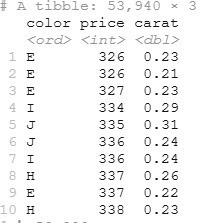 # A tibble: 53,940 × 3
color price carat
<ord> <int> <dbl>
1 E 326 0.23
2 E 326 0.21
3 E 327 0.23
4 I 334 0.29
5 J 335 0.31
6 J 336 0.24
7 I 336 0.24
8 H 337 0.26
9 E 337 0.22
10 H 338 0.23